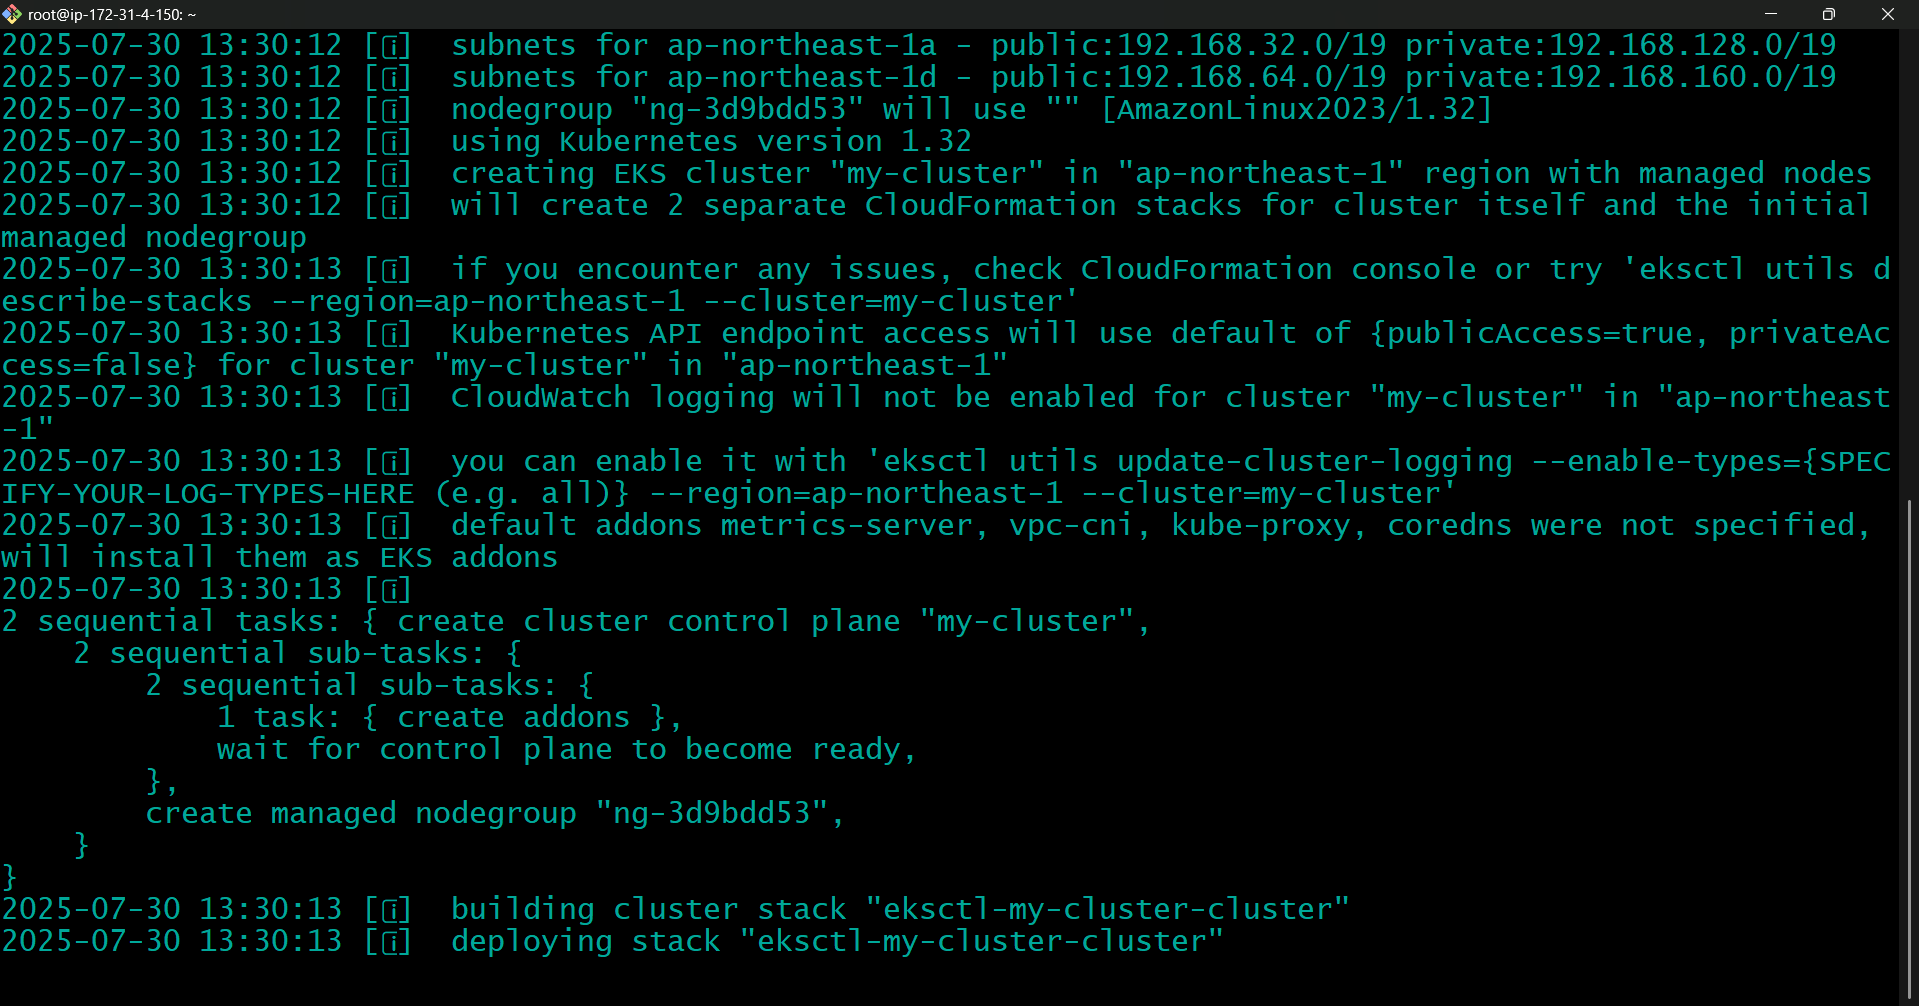 root@ip-172-31-4-150: ~
2025-07-30 13:30:12 [ℹ]  subnets for ap-northeast-1a - public:192.168.32.0/19 private:192.168.128.0/19
2025-07-30 13:30:12 [ℹ]  subnets for ap-northeast-1d - public:192.168.64.0/19 private:192.168.160.0/19
2025-07-30 13:30:12 [ℹ]  nodegroup "ng-3d9bdd53" will use "" [AmazonLinux2023/1.32]
2025-07-30 13:30:12 [ℹ]  using Kubernetes version 1.32
2025-07-30 13:30:12 [ℹ]  creating EKS cluster "my-cluster" in "ap-northeast-1" region with managed nodes
2025-07-30 13:30:12 [ℹ]  will create 2 separate CloudFormation stacks for cluster itself and the initial
managed nodegroup
2025-07-30 13:30:13 [ℹ]  if you encounter any issues, check CloudFormation console or try 'eksctl utils d
escribe-stacks --region=ap-northeast-1 --cluster=my-cluster'
2025-07-30 13:30:13 [ℹ]  Kubernetes API endpoint access will use default of {publicAccess=true, privateAc
cess=false} for cluster "my-cluster" in "ap-northeast-1"
2025-07-30 13:30:13 [ℹ]  CloudWatch logging will not be enabled for cluster "my-cluster" in "ap-northeast
-1"
2025-07-30 13:30:13 [ℹ]  you can enable it with 'eksctl utils update-cluster-logging --enable-types={SPEC
IFY-YOUR-LOG-TYPES-HERE (e.g. all)} --region=ap-northeast-1 --cluster=my-cluster'
2025-07-30 13:30:13 [ℹ]  default addons metrics-server, vpc-cni, kube-proxy, coredns were not specified,
will install them as EKS addons
2025-07-30 13:30:13 [ℹ]
2 sequential tasks: { create cluster control plane "my-cluster",
    2 sequential sub-tasks: {
        2 sequential sub-tasks: {
            1 task: { create addons },
            wait for control plane to become ready,
        },
        create managed nodegroup "ng-3d9bdd53",
    }
}
2025-07-30 13:30:13 [ℹ]  building cluster stack "eksctl-my-cluster-cluster"
2025-07-30 13:30:13 [ℹ]  deploying stack "eksctl-my-cluster-cluster"